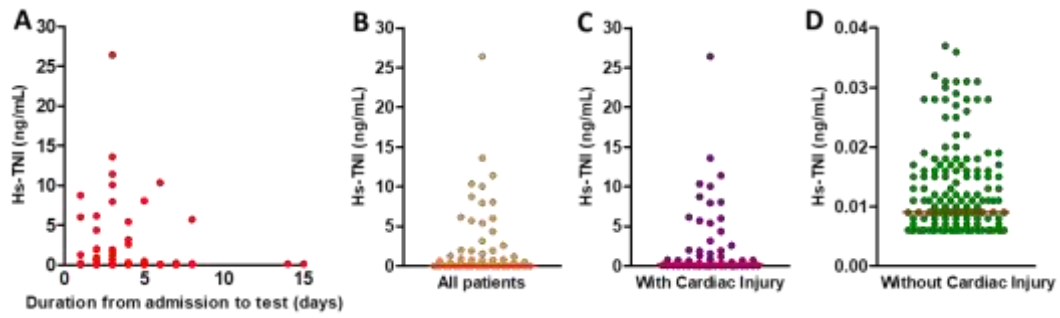 A
Hs-TNI (ng/mL)
30
25
20
15
10
5
0
0 5 10 15
Duration from admission to test (days)
B
Hs-TNI (ng/mL)
30
25
20
15
10
5
0
All patients
C
Hs-TNI (ng/mL)
30
25
20
15
10
5
0
With Cardiac Injury
D
Hs-TNI (ng/mL)
0.04
0.03
0.02
0.01
0.00
Without Cardiac Injury